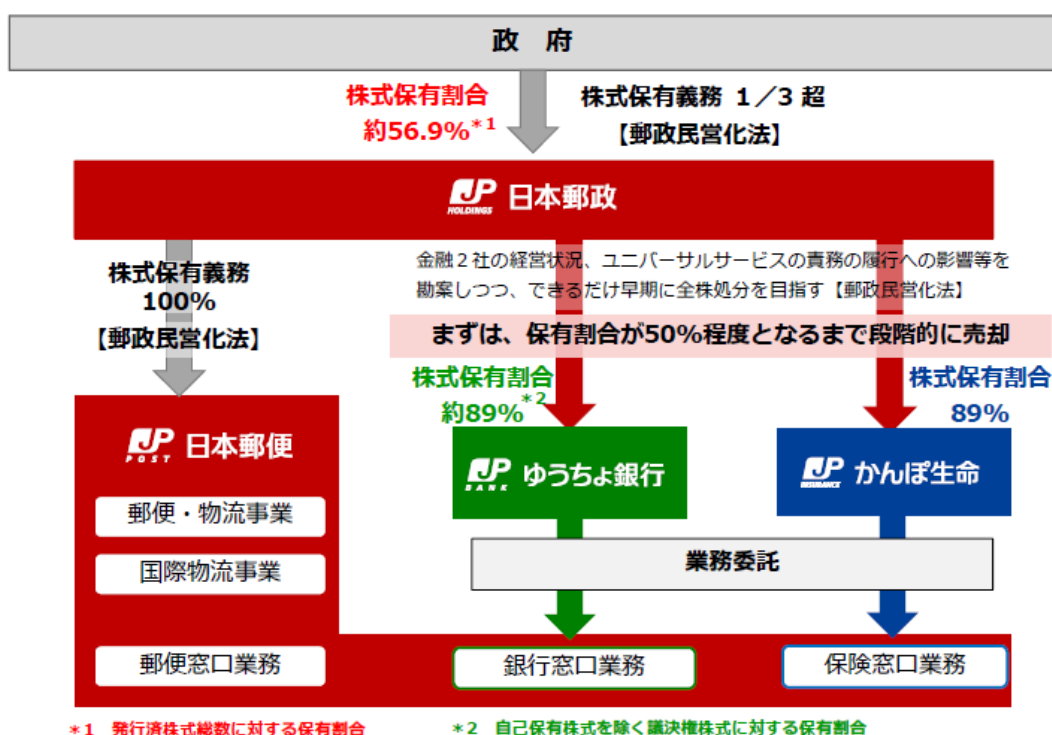 政 府
株式保有割合
約56.9%*1
株式保有義務 1/3 超
【郵政民営化法】
JP
HOLDINGS
日本郵政
株式保有義務
100%
【郵政民営化法】
金融2社の経営状況、ユニバーサルサービスの責務の履行への影響等を
勘案しつつ、できるだけ早期に全株処分を目指す【郵政民営化法】
まずは、保有割合が50%程度となるまで段階的に売却
株式保有割合
約89%*2
株式保有割合
89%
JP
POST
日本郵便
JP
BANK
ゆうちょ銀行
JP
INSURANCE
かんぽ生命
郵便・物流事業
国際物流事業
業務委託
郵便窓口業務
銀行窓口業務
保険窓口業務
*1 発行済株式総数に対する保有割合
*2 自己保有株式を除く議決権株式に対する保有割合